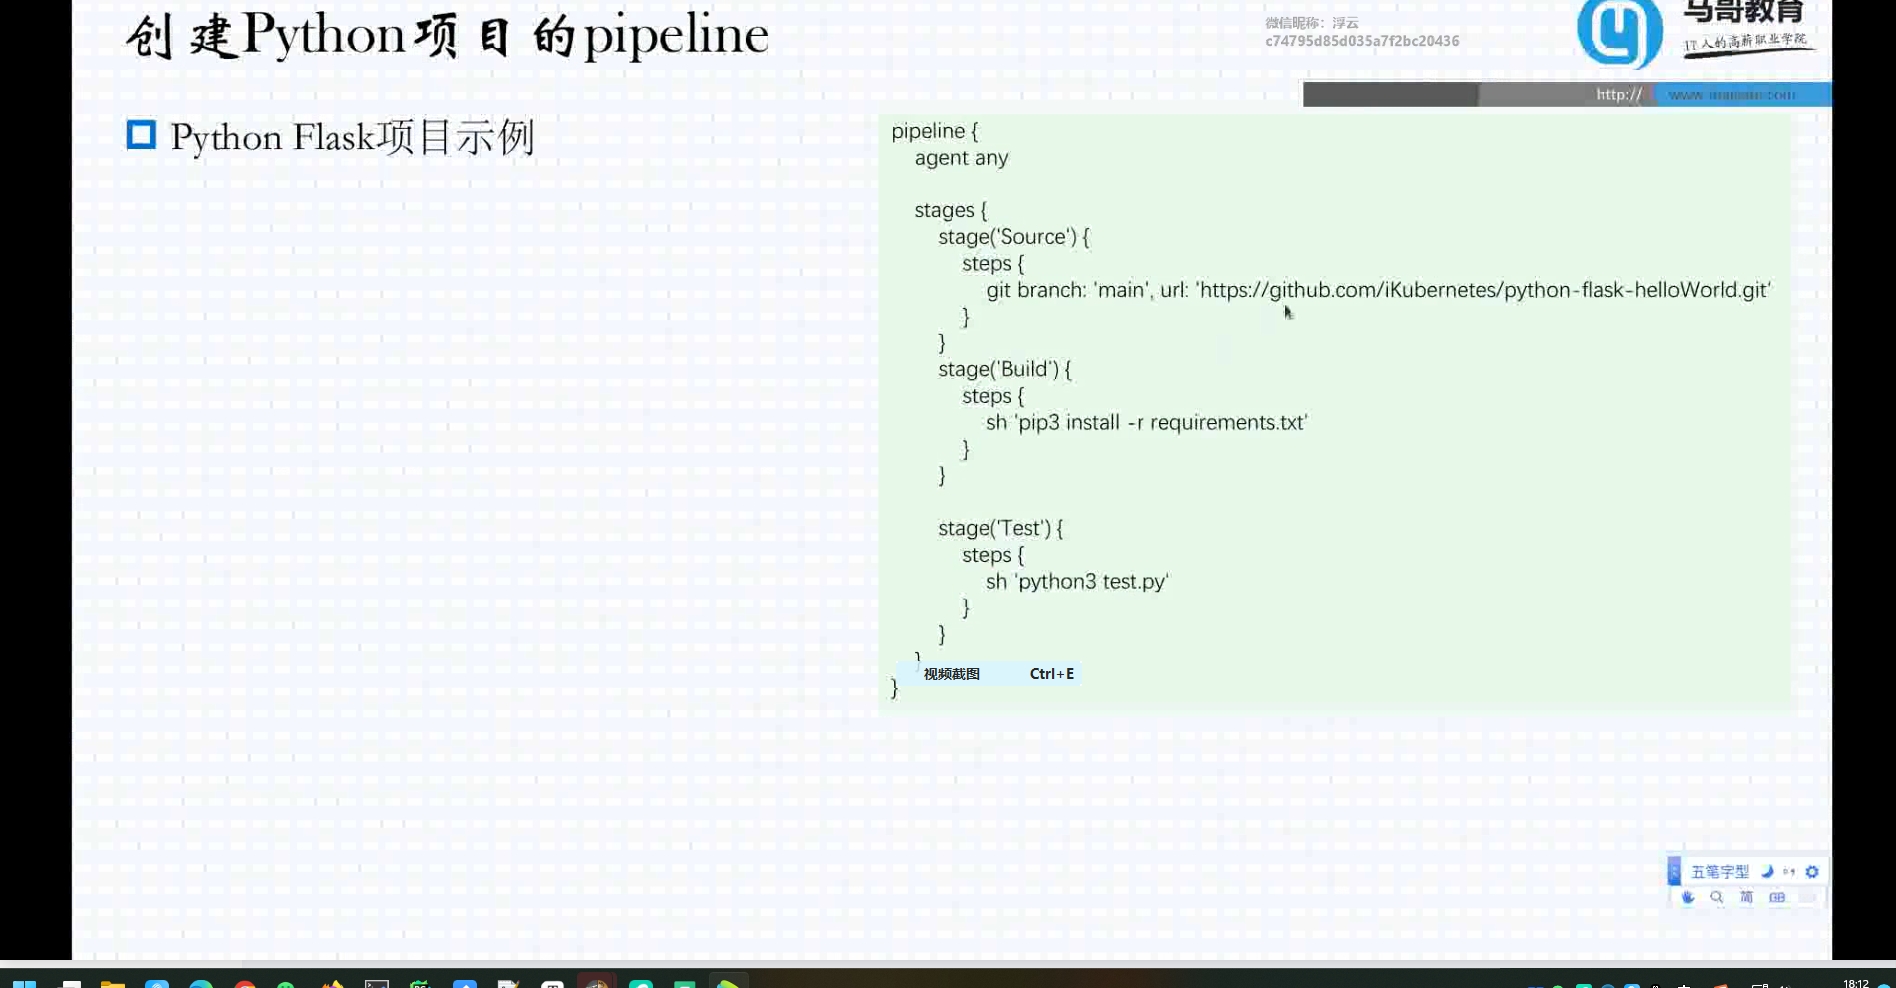 创建Python项目的pipeline
微信昵称：浮云
c74795d85d035a7f2bc20436
马哥教育
IT人的高薪职业学院
http://
Python Flask项目示例
pipeline {
agent any
stages {
stage('Source') {
steps {
git branch: 'main', url: 'https://github.com/iKubernetes/python-flask-helloWorld.git'
}
}
stage('Build') {
steps {
sh 'pip3 install -r requirements.txt'
}
}
stage('Test') {
steps {
sh 'python3 test.py'
}
}
}
}
视频截图 Ctrl+E
五笔字型
简
18:12